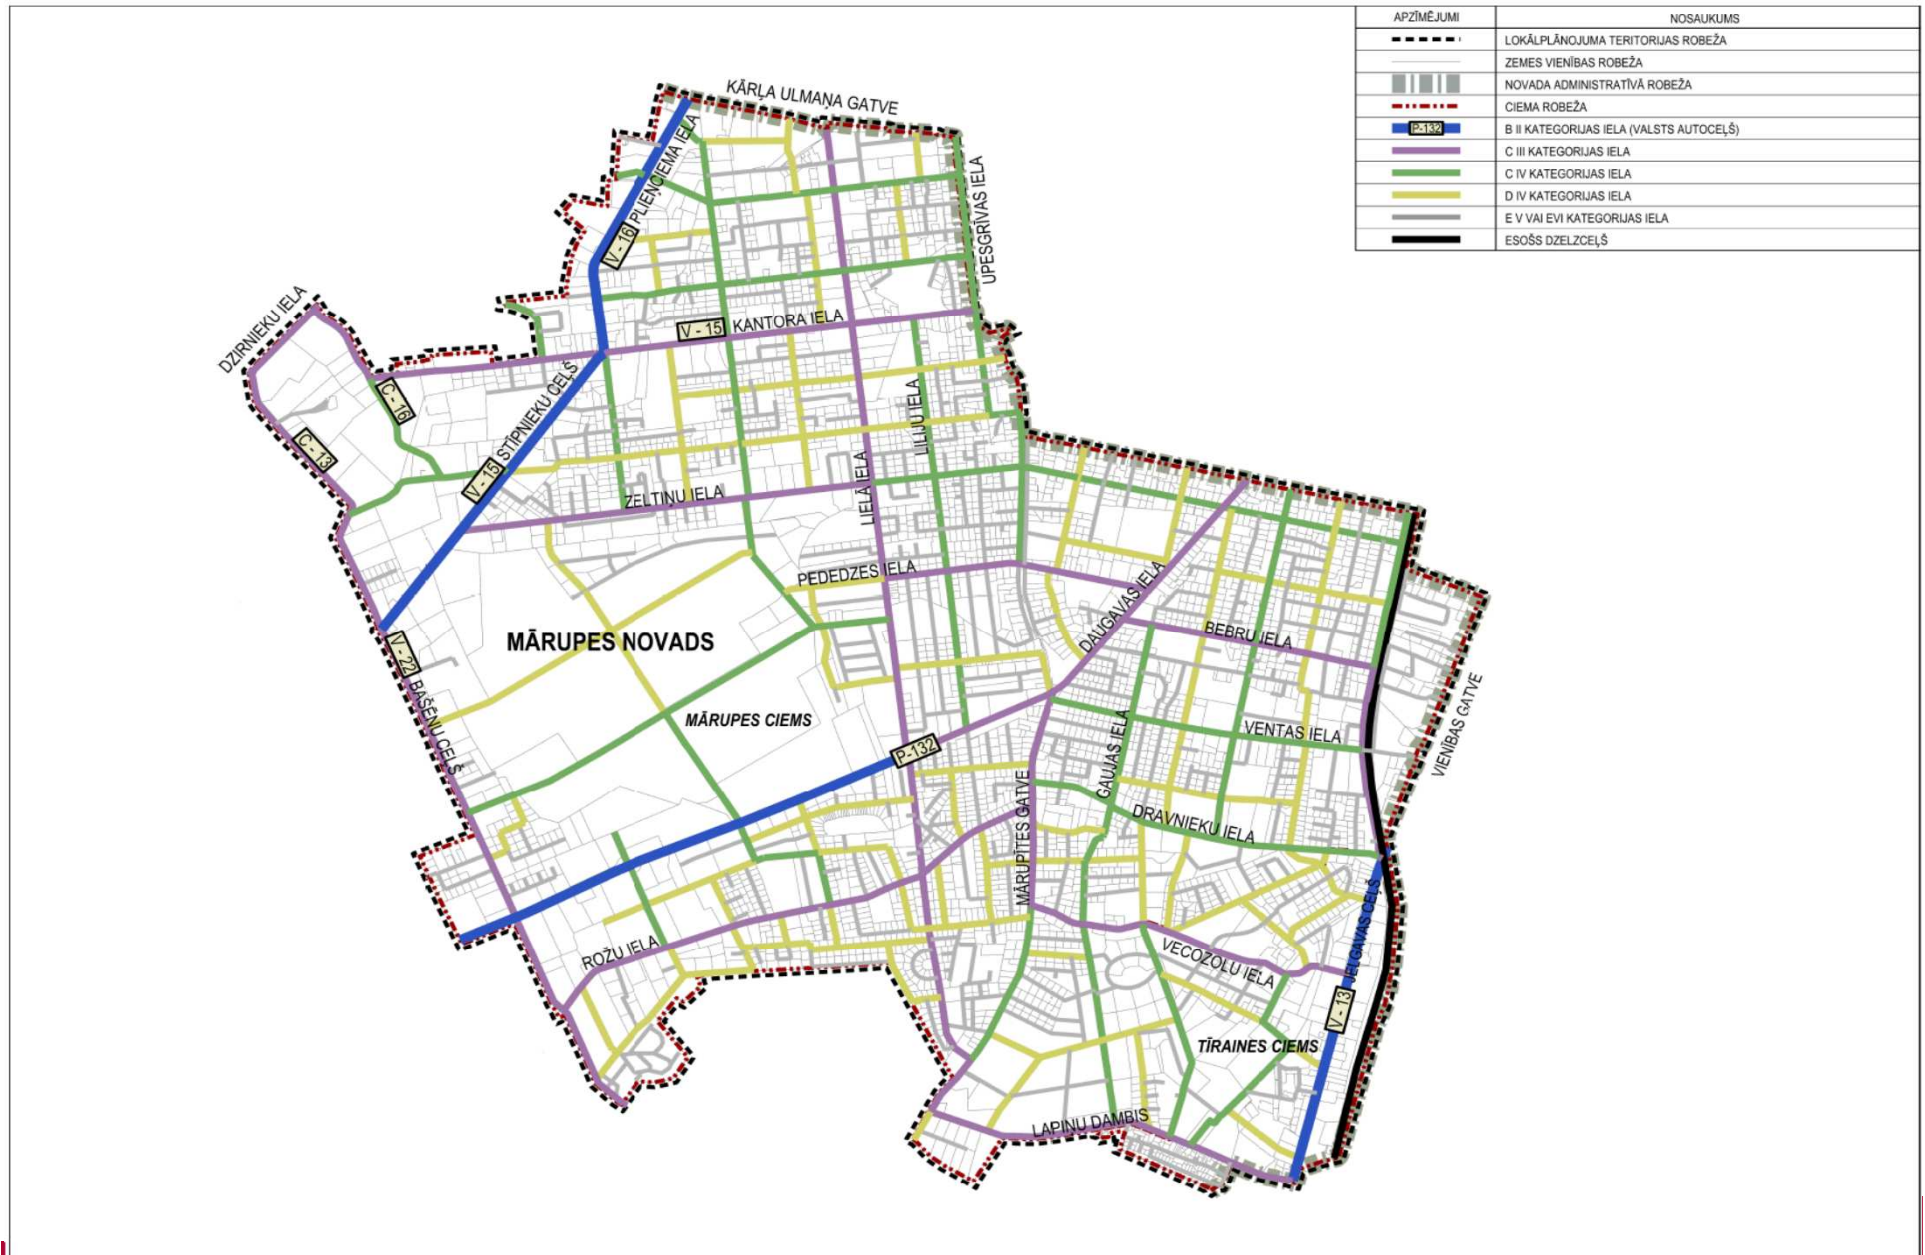 APZĪMĒJUMI NOSAUKUMS
LOKĀLPLĀNOJUMA TERITORIJAS ROBEŽA
ZEMES VIENĪBAS ROBEŽA
NOVADA ADMINISTRATĪVĀ ROBEŽA
CIEMA ROBEŽA
P-132 B II KATEGORIJAS IELA (VALSTS AUTOCEĻŠ)
C III KATEGORIJAS IELA
C IV KATEGORIJAS IELA
D IV KATEGORIJAS IELA
E V VAI EVI KATEGORIJAS IELA
ESOŠS DZELZCEĻŠ
KĀRĻA ULMAŅA GATVE
PLIEŅCIEMA IELA
V - 16
UPESGRĪVAS IELA
DZIRNIEKU IELA
V - 15
KANTORA IELA
C - 16
STĪPNIEKU CEĻŠ
LILIJU IELA
C - 13
V - 15
ZELTIŅU IELA
LIELĀ IELA
PEDEDZES IELA
DAUGAVAS IELA
BEBRU IELA
MĀRUPES NOVADS
V - 22
BAŠĒNU CEĻŠ
MĀRUPES CIEMS
P-132
GAUJAS IELA
VENTAS IELA
VIENĪBAS GATVE
MĀRUPĪTES GATVE
DRAVNIEKU IELA
JELGAVAS CEĻŠ
ROŽU IELA
VECOZOLU IELA
V - 13
TĪRAINES CIEMS
LAPIŅU DAMBIS